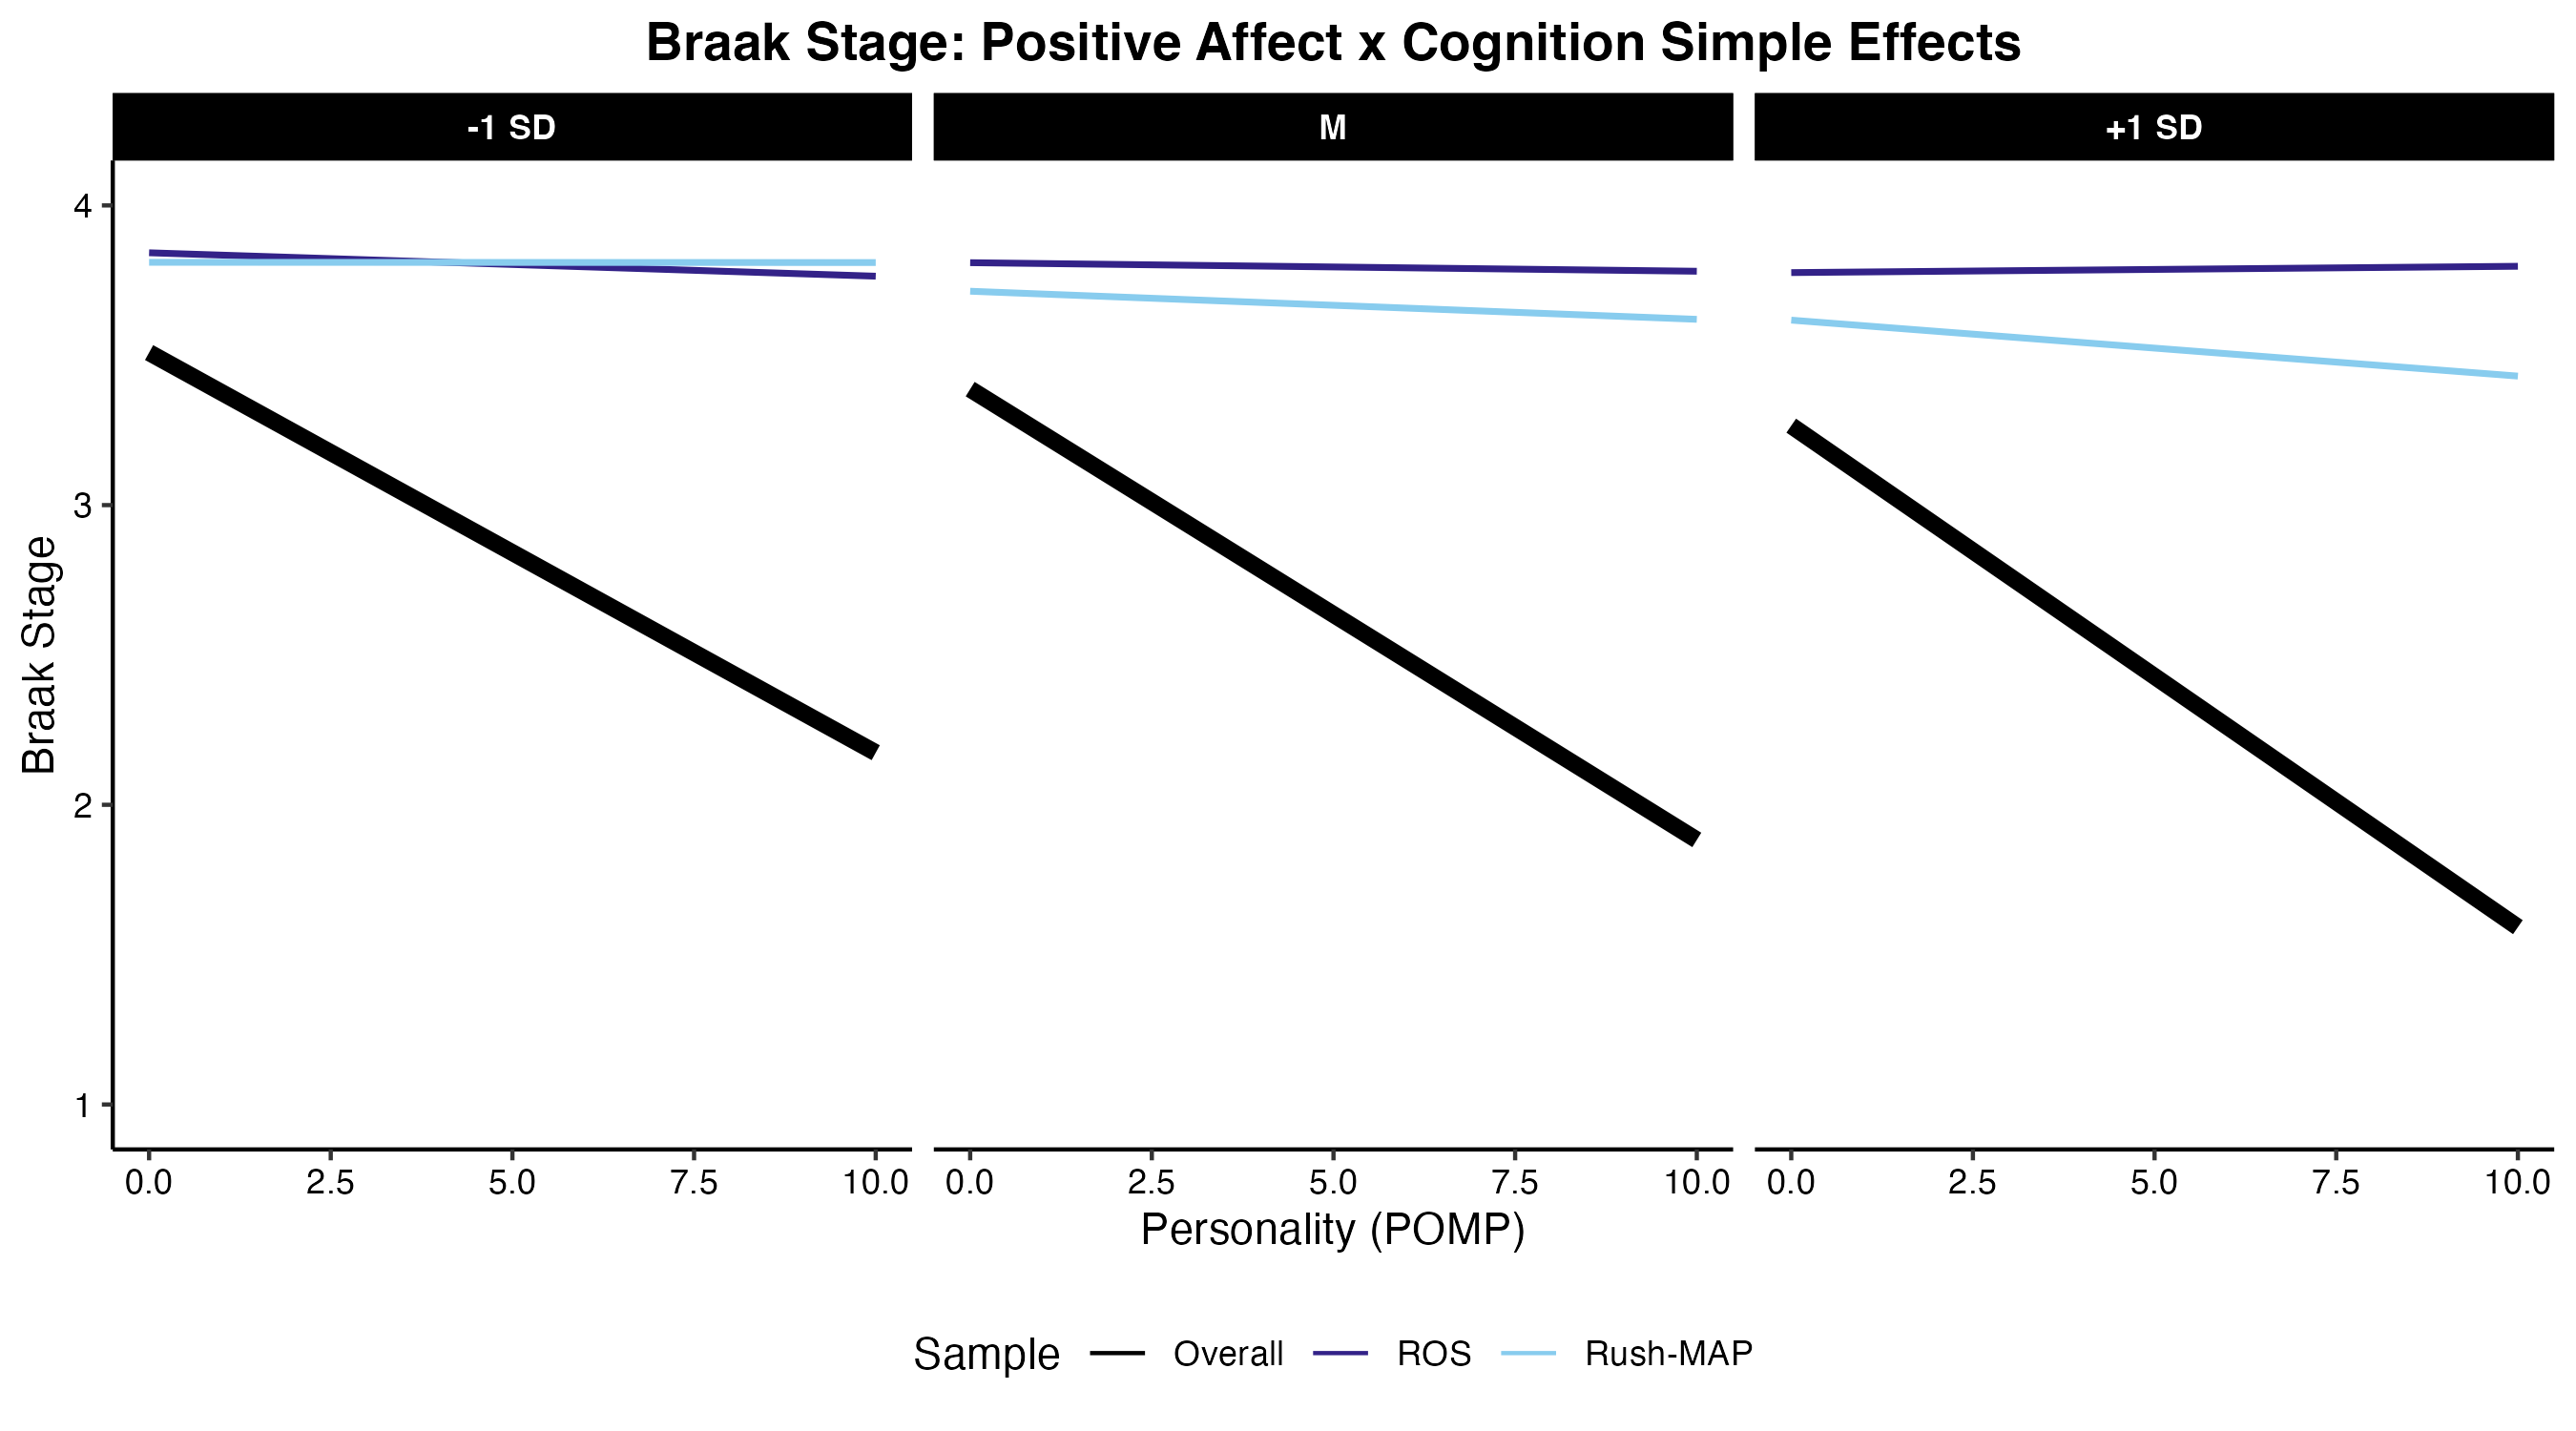 Braak Stage: Positive Affect x Cognition Simple Effects
-1 SD M +1 SD
4
3
2
1
Braak Stage
0.0 2.5 5.0 7.5 10.0 0.0 2.5 5.0 7.5 10.0 0.0 2.5 5.0 7.5 10.0
Personality (POMP)
Sample Overall ROS Rush-MAP